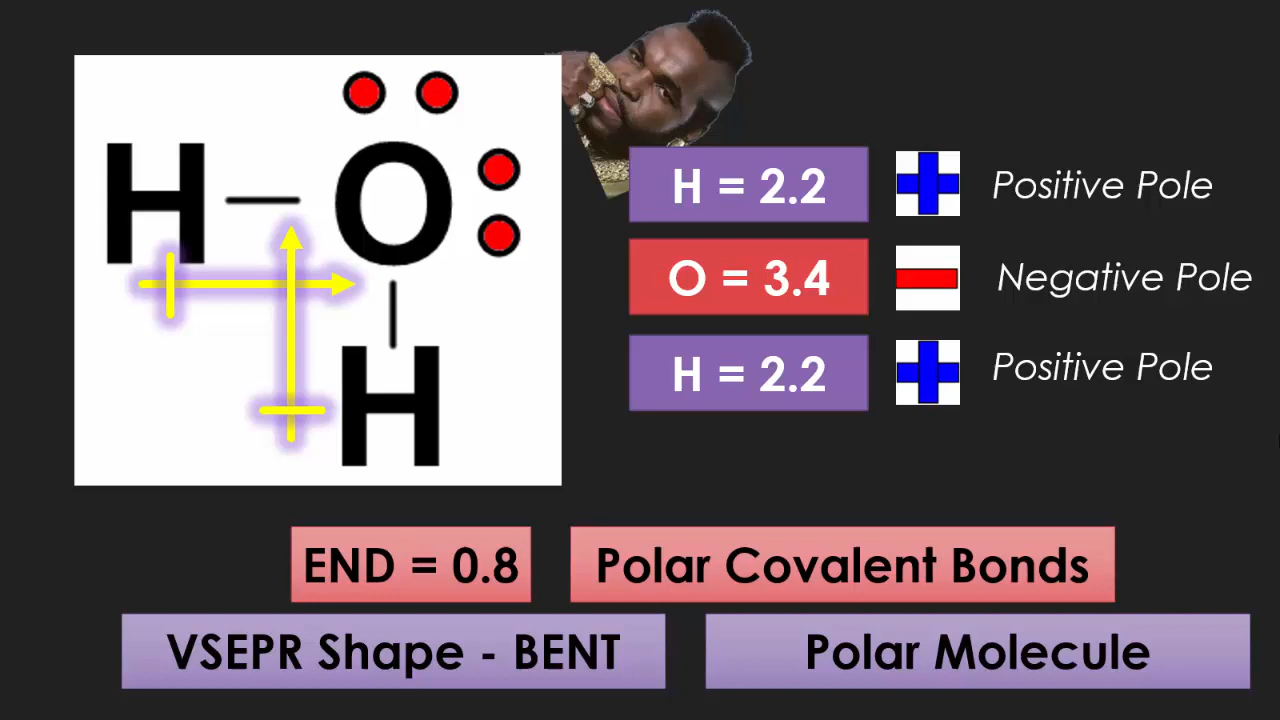 H – O
H
H = 2.2
Positive Pole
O = 3.4
Negative Pole
H = 2.2
Positive Pole
END = 0.8
Polar Covalent Bonds
VSEPR Shape - BENT
Polar Molecule